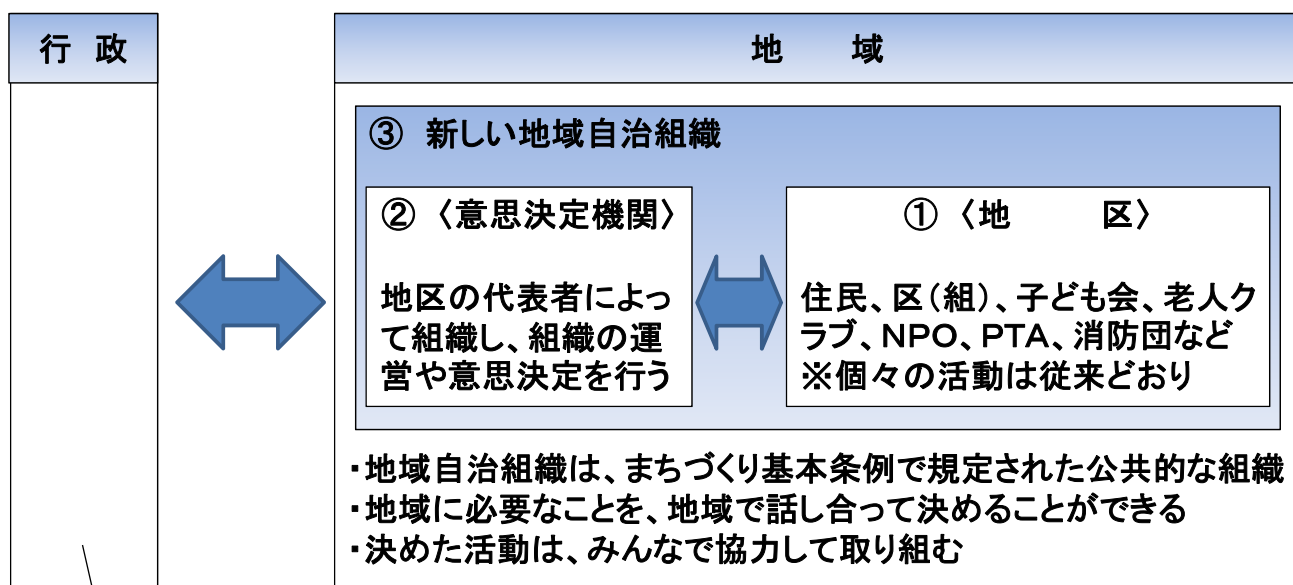 行 政
地 域
③ 新しい地域自治組織
②〈意思決定機関〉
地区の代表者によっ
て組織し、組織の運
営や意思決定を行う
①〈地 区〉
住民、区(組)、子ども会、老人ク
ラブ、NPO、PTA、消防団など
※個々の活動は従来どおり
・地域自治組織は、まちづくり基本条例で規定された公共的な組織
・地域に必要なことを、地域で話し合って決めることができる
・決めた活動は、みんなで協力して取り組む